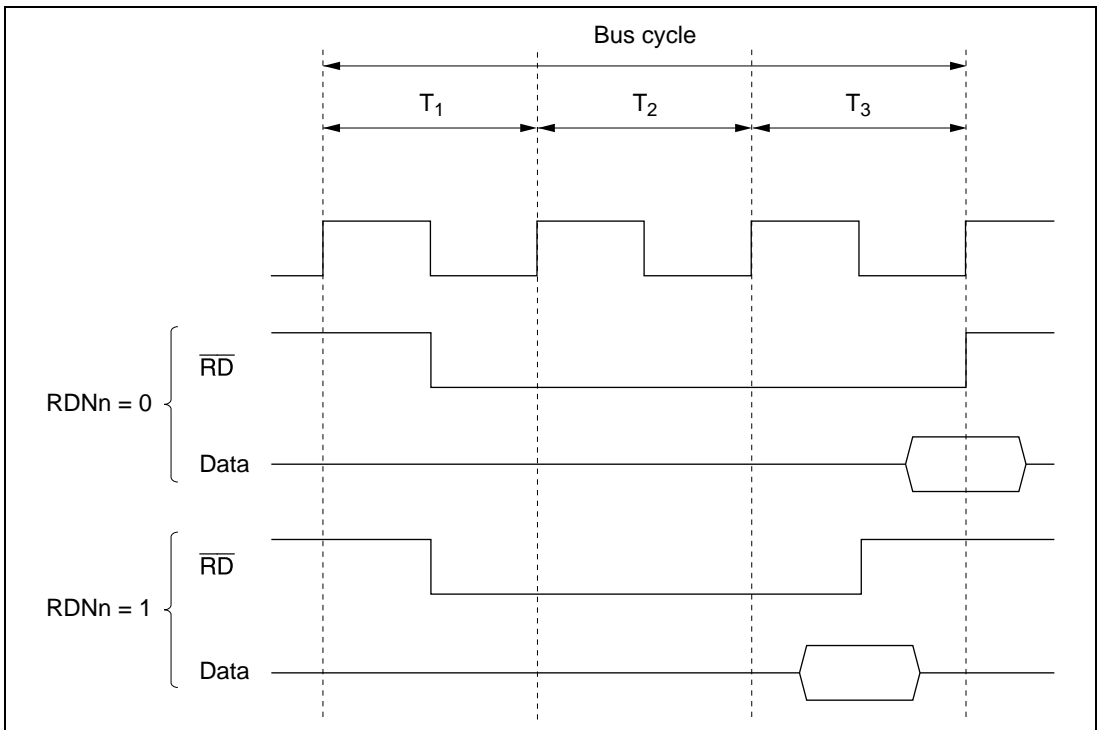 Bus cycle
T1 T2 T3
RD
RDNn = 0
Data
RD
RDNn = 1
Data